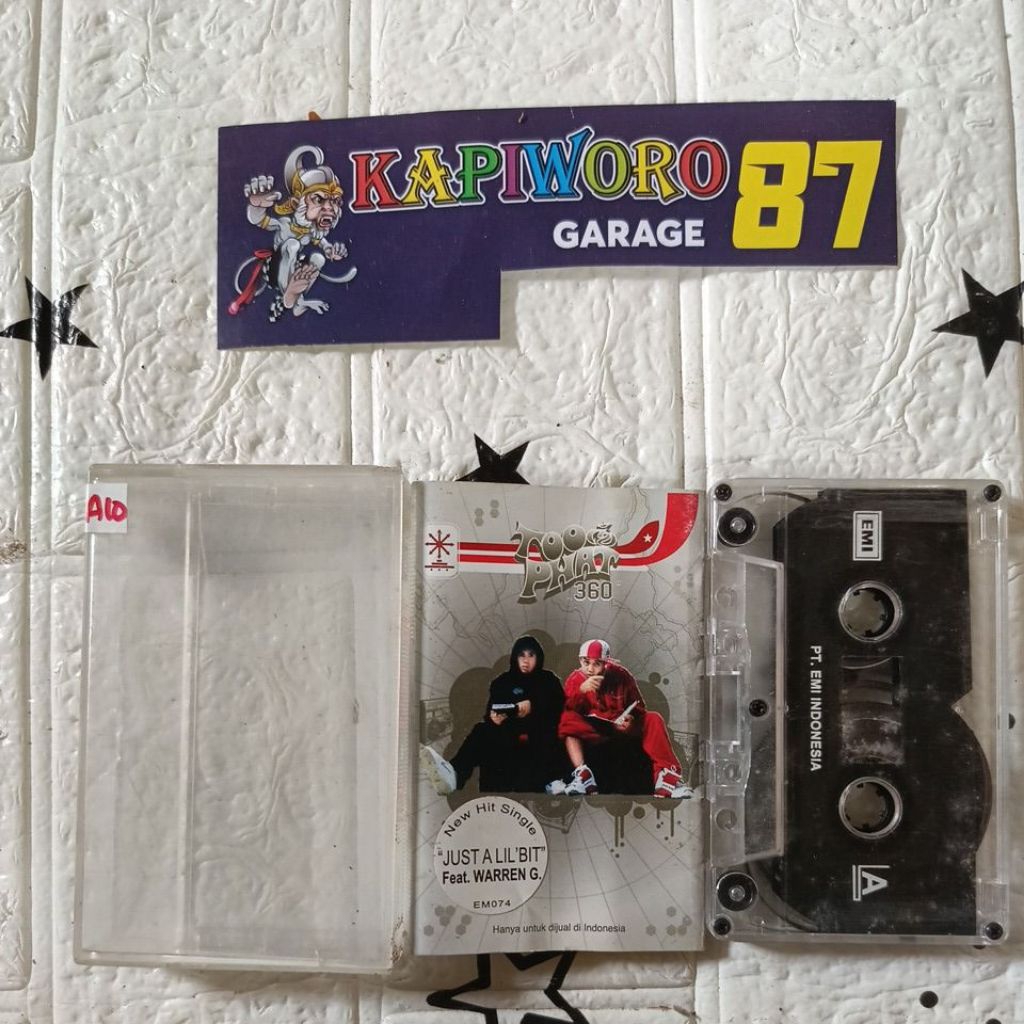 KAPIWORO 87
GARAGE
A10
TOO
PHAT
360
New Hit Single
"JUST A LIL'BIT"
Feat. WARREN G.
EM074
Hanya untuk dijual di Indonesia
EMI
PT. EMI INDONESIA
A